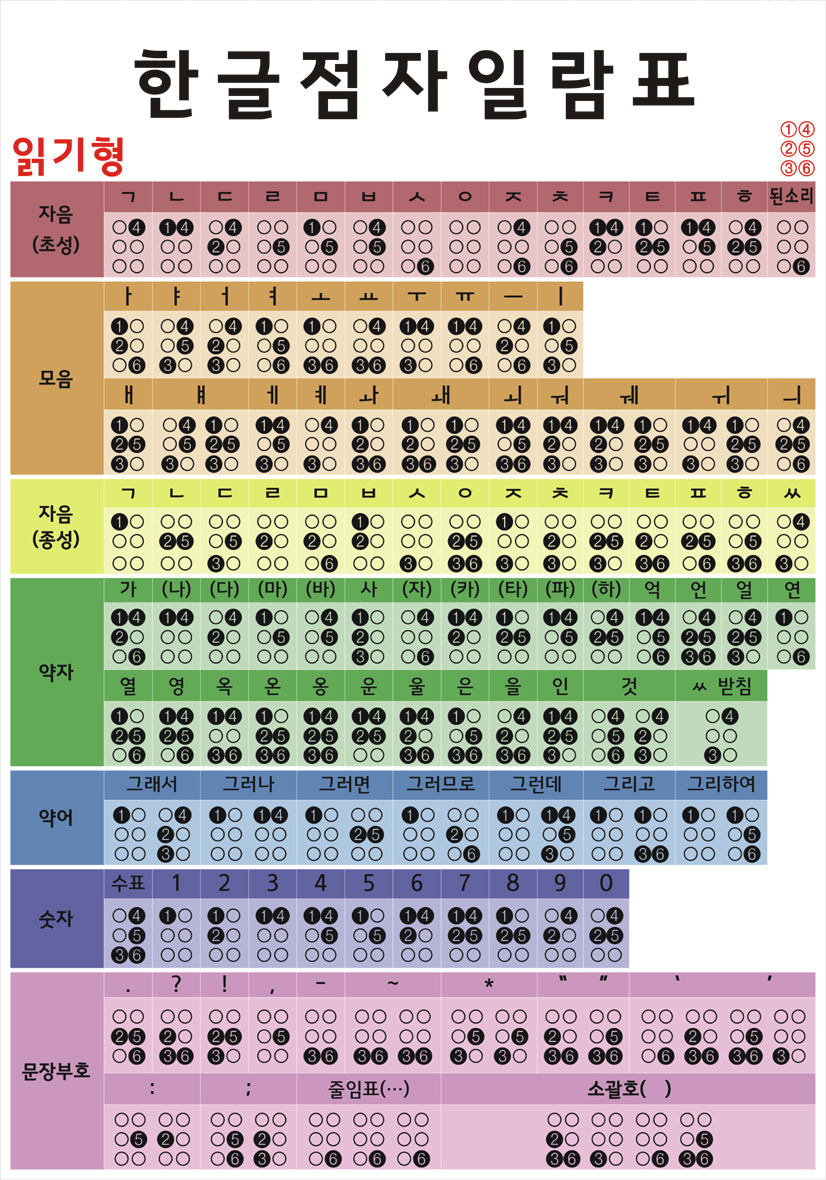 한글점자일람표
읽기형
①④
②⑤
③⑥
자음
(초성)
ㄱ ㄴ ㄷ ㄹ ㅁ ㅂ ㅅ ㅇ ㅈ ㅊ ㅋ ㅌ ㅍ ㅎ 된소리
모음
ㅏ ㅑ ㅓ ㅕ ㅗ ㅛ ㅜ ㅠ ㅡ ㅣ
ㅐ ㅒ ㅔ ㅖ ㅘ ㅙ ㅚ ㅝ ㅞ ㅟ ㅢ
자음
(종성)
ㄱ ㄴ ㄷ ㄹ ㅁ ㅂ ㅅ ㅇ ㅈ ㅊ ㅋ ㅌ ㅍ ㅎ ㅆ
약자
가 (나) (다) (마) (바) 사 (자) (카) (타) (파) (하) 억 언 얼 연
열 영 옥 온 옹 운 울 은 을 인 것 ㅆ 받침
약어
그래서 그러나 그러면 그러므로 그런데 그리고 그리하여
숫자
수표 1 2 3 4 5 6 7 8 9 0
문장부호
. ? ! , - ~ * “ ” ‘ ’
: ; 줄임표(…) 소괄호( )